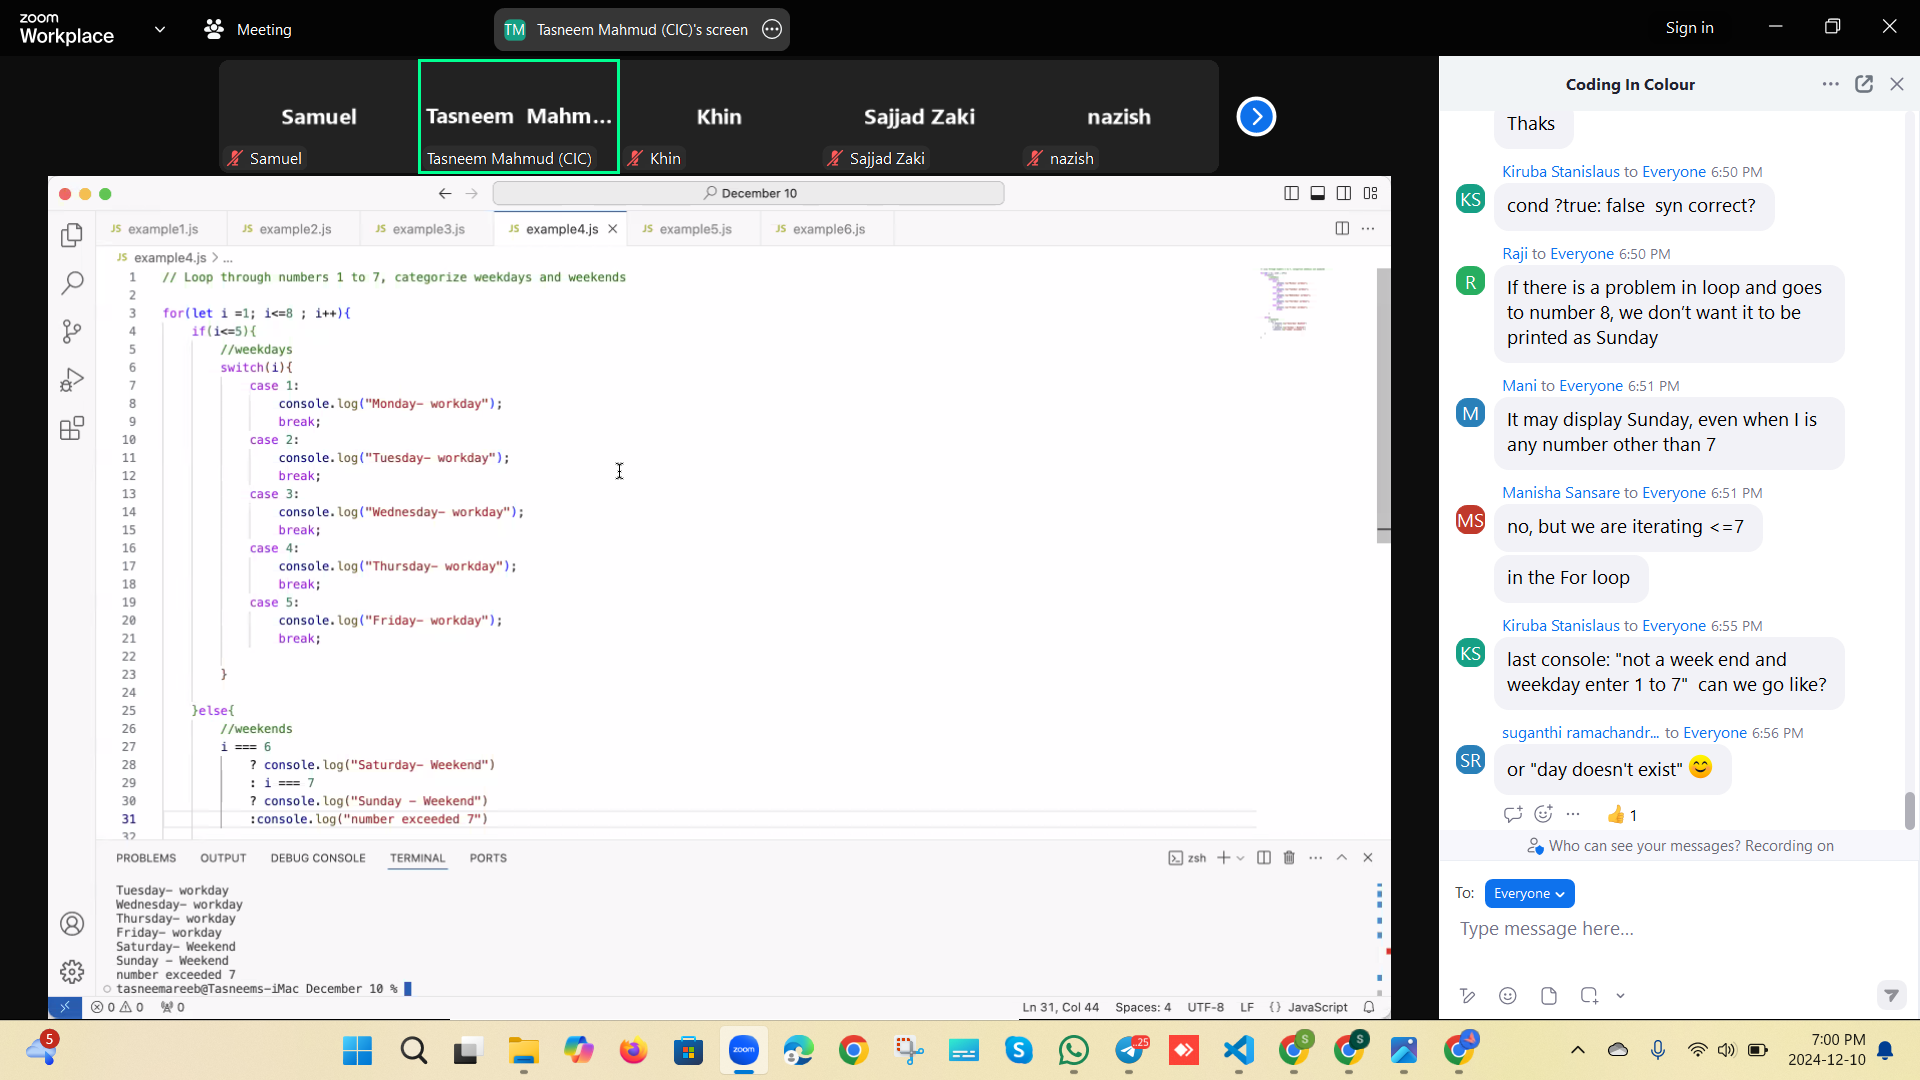 zoom
Workplace
Meeting
TM Tasneem Mahmud (CIC)'s screen
Sign in
Samuel
Tasneem Mahm...
Khin
Sajjad Zaki
nazish
Samuel
Tasneem Mahmud (CIC)
Khin
Sajjad Zaki
nazish
December 10
JS example1.js
JS example2.js
JS example3.js
JS example4.js
JS example5.js
JS example6.js
JS example4.js > ...
1 // Loop through numbers 1 to 7, categorize weekdays and weekends
2
3 for(let i =1; i<=8 ; i++){
4 if(i<=5){
5 //weekdays
6 switch(i){
7 case 1:
8 console.log("Monday- workday");
9 break;
10 case 2:
11 console.log("Tuesday- workday");
12 break;
13 case 3:
14 console.log("Wednesday- workday");
15 break;
16 case 4:
17 console.log("Thursday- workday");
18 break;
19 case 5:
20 console.log("Friday- workday");
21 break;
22
23 }
24
25 }else{
26 //weekends
27 i === 6
28 ? console.log("Saturday- Weekend")
29 : i === 7
30 ? console.log("Sunday - Weekend")
31 :console.log("number exceeded 7")
32
PROBLEMS OUTPUT DEBUG CONSOLE TERMINAL PORTS
zsh
Tuesday- workday
Wednesday- workday
Thursday- workday
Friday- workday
Saturday- Weekend
Sunday - Weekend
number exceeded 7
tasneemareeb@Tasneems-iMac December 10 %
0 0 0
Ln 31, Col 44 Spaces: 4 UTF-8 LF {} JavaScript
Coding In Colour
Thaks
Kiruba Stanislaus to Everyone 6:50 PM
KS
cond ?true: false syn correct?
Raji to Everyone 6:50 PM
R
If there is a problem in loop and goes
to number 8, we don't want it to be
printed as Sunday
Mani to Everyone 6:51 PM
M
It may display Sunday, even when I is
any number other than 7
Manisha Sansare to Everyone 6:51 PM
MS
no, but we are iterating <=7
in the For loop
Kiruba Stanislaus to Everyone 6:55 PM
KS
last console: "not a week end and
weekday enter 1 to 7" can we go like?
suganthi ramachandr... to Everyone 6:56 PM
SR
or "day doesn't exist" 😊
👍 1
Who can see your messages? Recording on
To: Everyone
Type message here...
5
zoom
.25
S
S
7:00 PM
2024-12-10